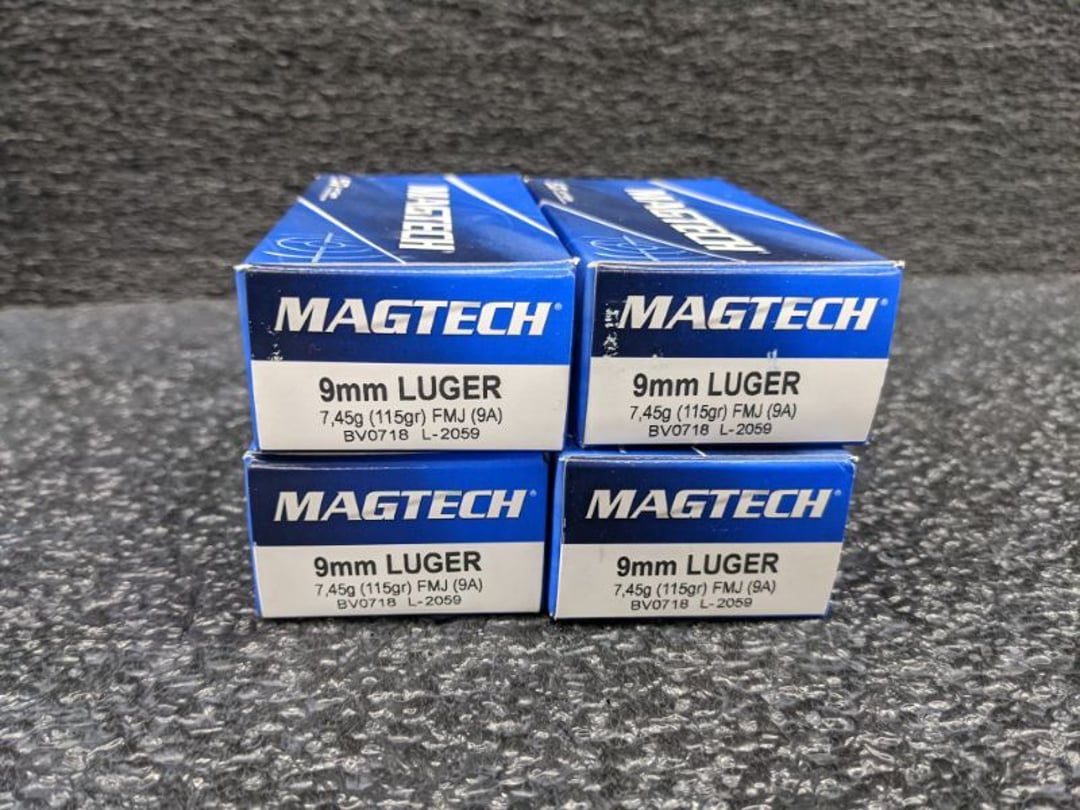 MAGTECH
MAGTECH
MAGTECH®
9mm LUGER
7,45g (115gr) FMJ (9A)
BV0718 L-2059
MAGTECH®
9mm LUGER
7,45g (115gr) FMJ (9A)
BV0718 L-2059
MAGTECH®
9mm LUGER
7,45g (115gr) FMJ (9A)
BV0718 L-2059
MAGTECH®
9mm LUGER
7,45g (115gr) FMJ (9A)
BV0718 L-2059